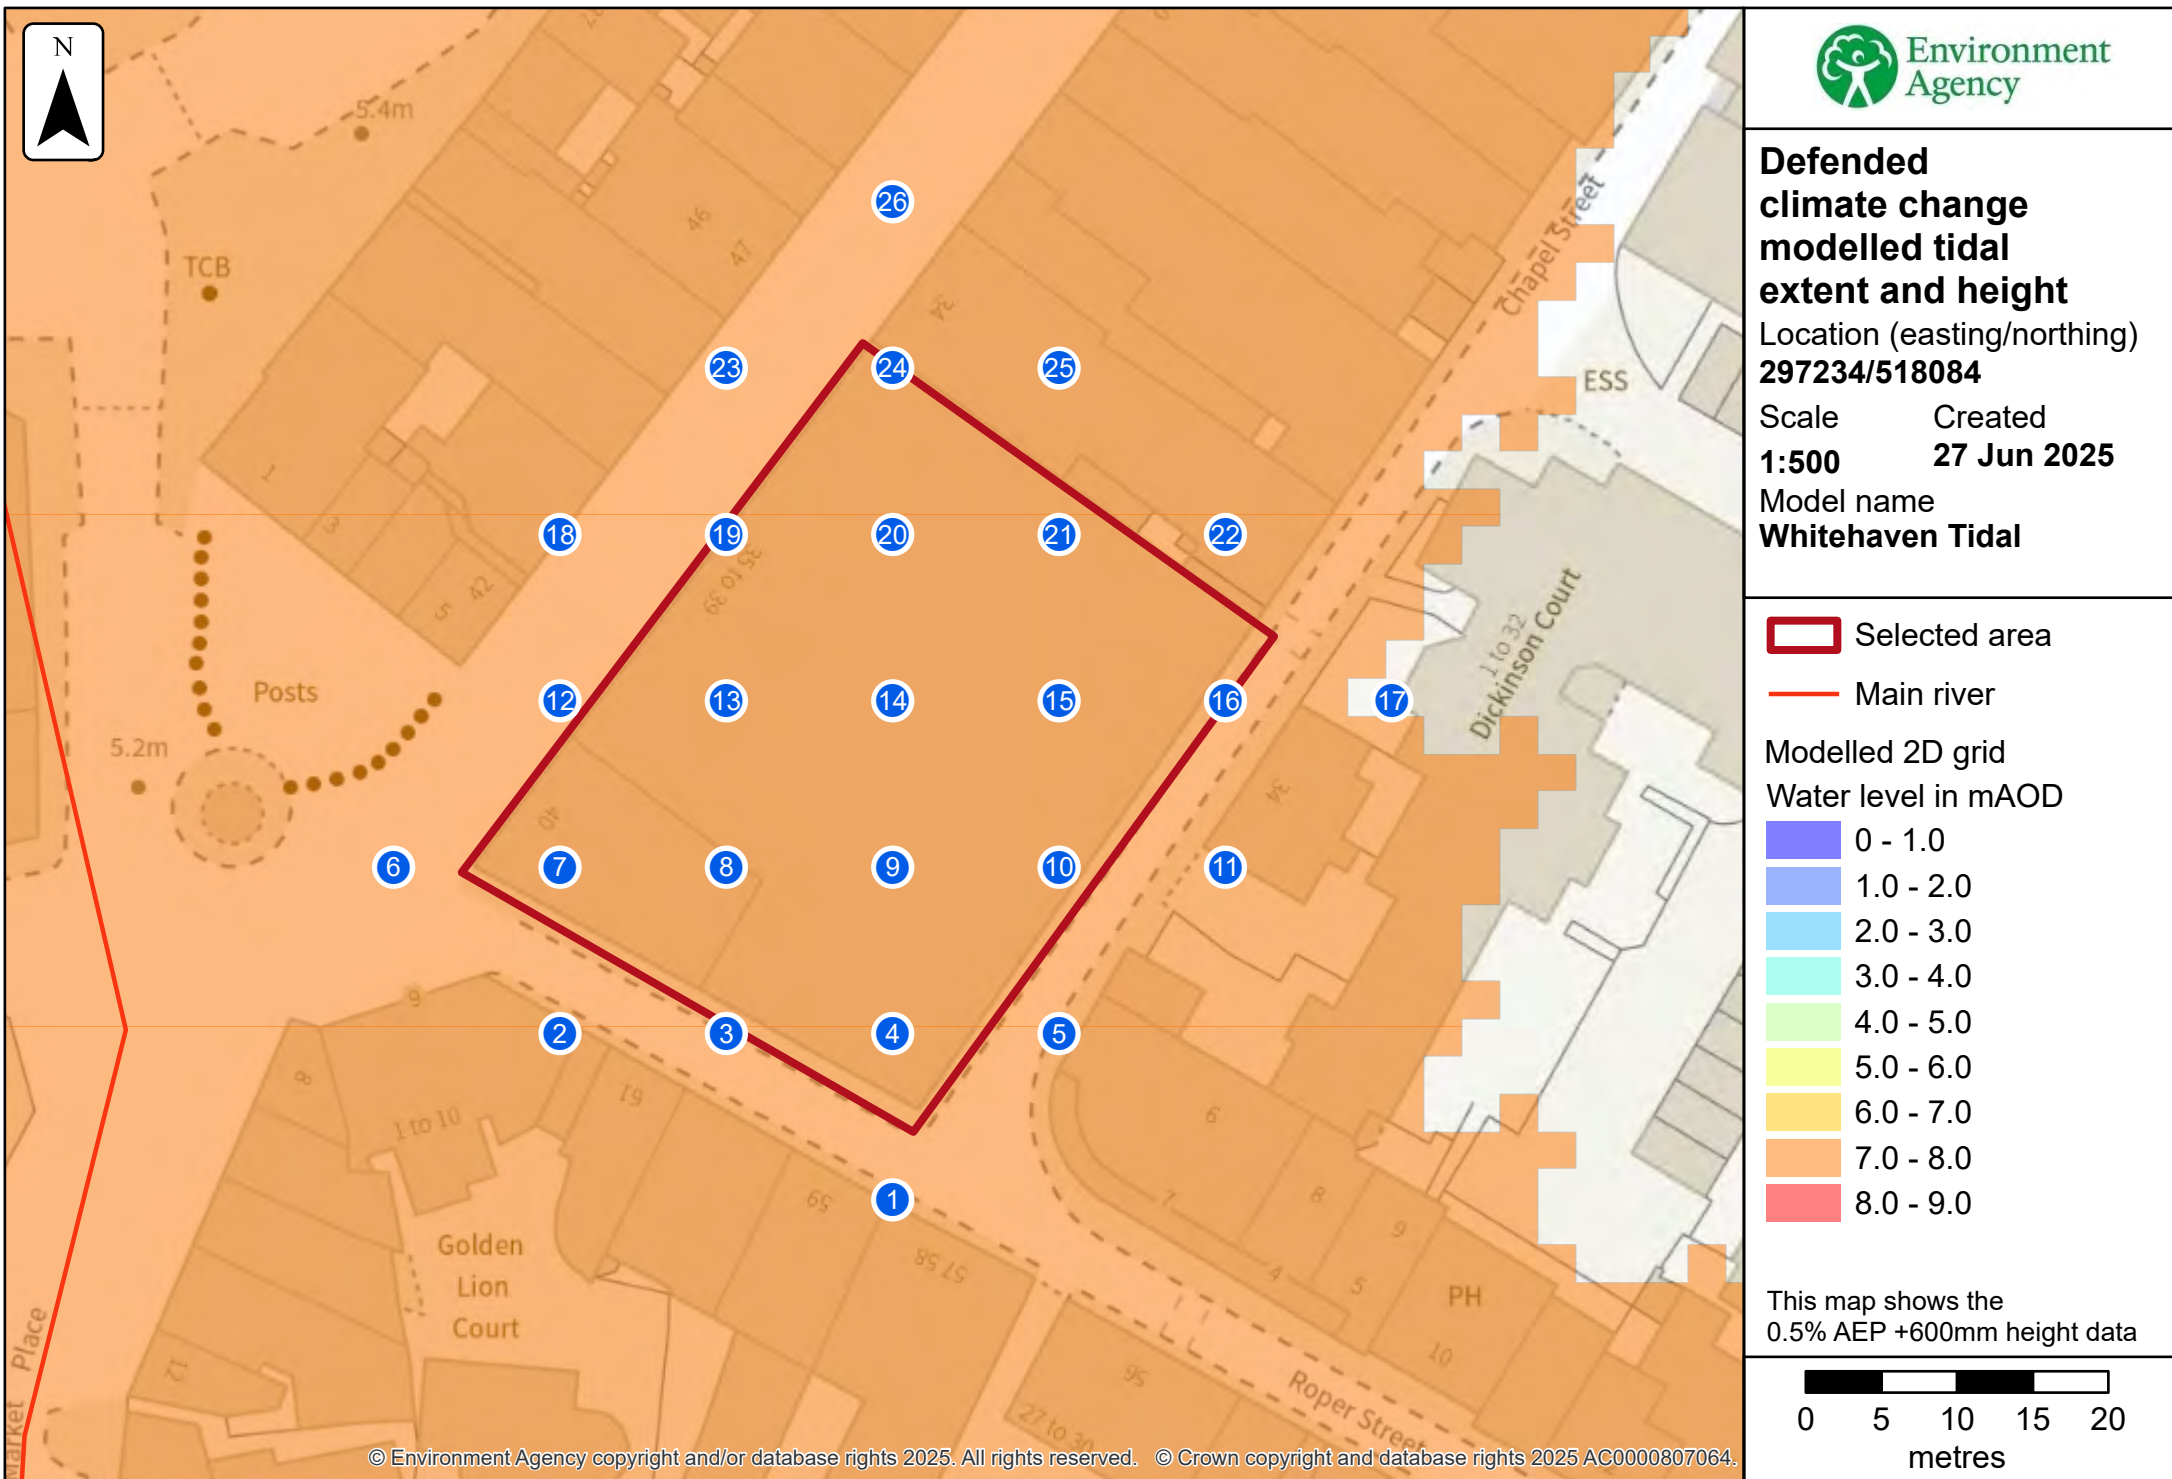 N
5.4m
TCB
27
46
47
34
26
23
24
25
1
3
5
42
18
19
20
21
22
35 to 39
Chapel Street
ESS
Posts
5.2m
12
13
14
15
16
17
1 to 32
Dickinson Court
40
34
6
7
8
9
10
11
9
2
3
4
5
8
1 to 10
61
6
7
8
9
59
1
57 58
4
5
PH
10
Golden
Lion
Court
12
56
27 to 30
Roper Street
Market Place
© Environment Agency copyright and/or database rights 2025. All rights reserved. © Crown copyright and database rights 2025 AC0000807064.
Environment
Agency
Defended
climate change
modelled tidal
extent and height
Location (easting/northing)
297234/518084
Scale Created
1:500 27 Jun 2025
Model name
Whitehaven Tidal
Selected area
Main river
Modelled 2D grid
Water level in mAOD
0 - 1.0
1.0 - 2.0
2.0 - 3.0
3.0 - 4.0
4.0 - 5.0
5.0 - 6.0
6.0 - 7.0
7.0 - 8.0
8.0 - 9.0
This map shows the
0.5% AEP +600mm height data
0 5 10 15 20
metres